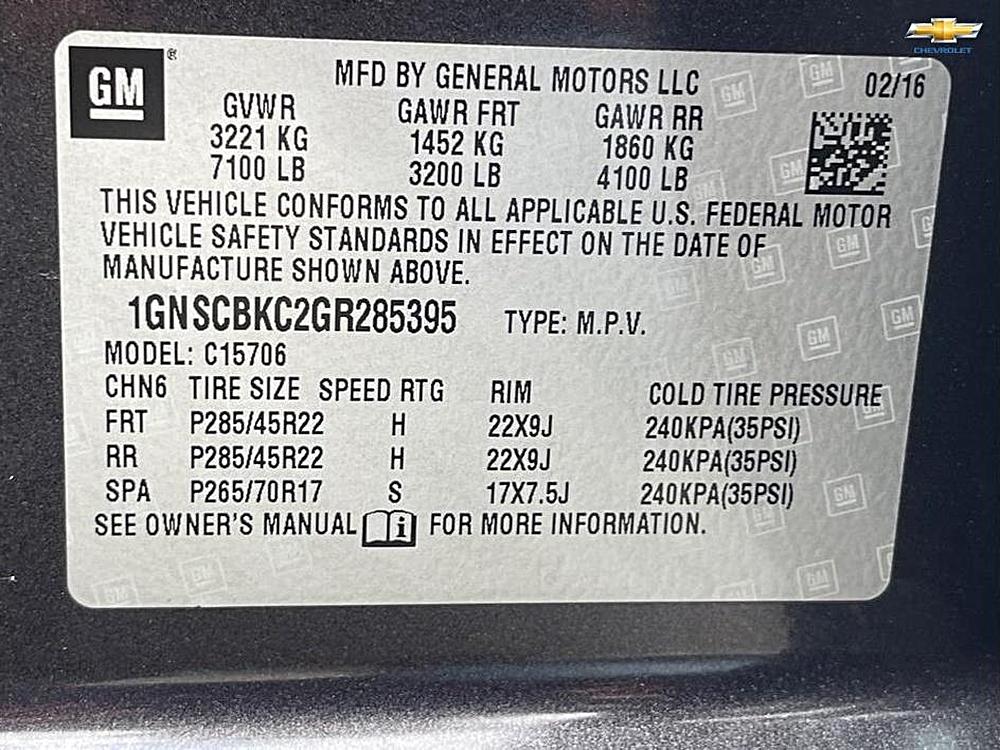 CHEVROLET
GM®
MFD BY GENERAL MOTORS LLC 02/16
GVWR GAWR FRT GAWR RR
3221 KG 1452 KG 1860 KG
7100 LB 3200 LB 4100 LB
THIS VEHICLE CONFORMS TO ALL APPLICABLE U.S. FEDERAL MOTOR
VEHICLE SAFETY STANDARDS IN EFFECT ON THE DATE OF
MANUFACTURE SHOWN ABOVE.
1GNSCBKC2GR285395 TYPE: M.P.V.
MODEL: C15706
CHN6 TIRE SIZE SPEED RTG RIM COLD TIRE PRESSURE
FRT P285/45R22 H 22X9J 240KPA(35PSI)
RR P285/45R22 H 22X9J 240KPA(35PSI)
SPA P265/70R17 S 17X7.5J 240KPA(35PSI)
SEE OWNER'S MANUAL i FOR MORE INFORMATION.